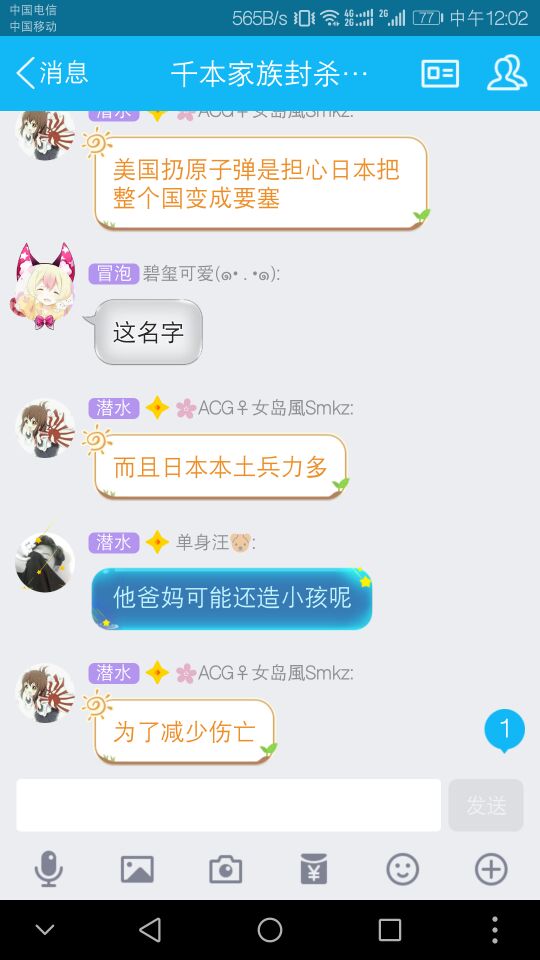 中国电信
中国移动
565B/s 4G 2G 2G 77 中午12:02
消息 千本家族封杀…
潜水 ACG♀女岛風Smkz:
美国扔原子弹是担心日本把
整个国变成要塞
冒泡 碧玺可爱(๑• . •๑):
这名字
潜水 ACG♀女岛風Smkz:
而且日本本土兵力多
潜水 单身汪🐶:
他爸妈可能还造小孩呢
潜水 ACG♀女岛風Smkz:
为了减少伤亡
1
发送
¥